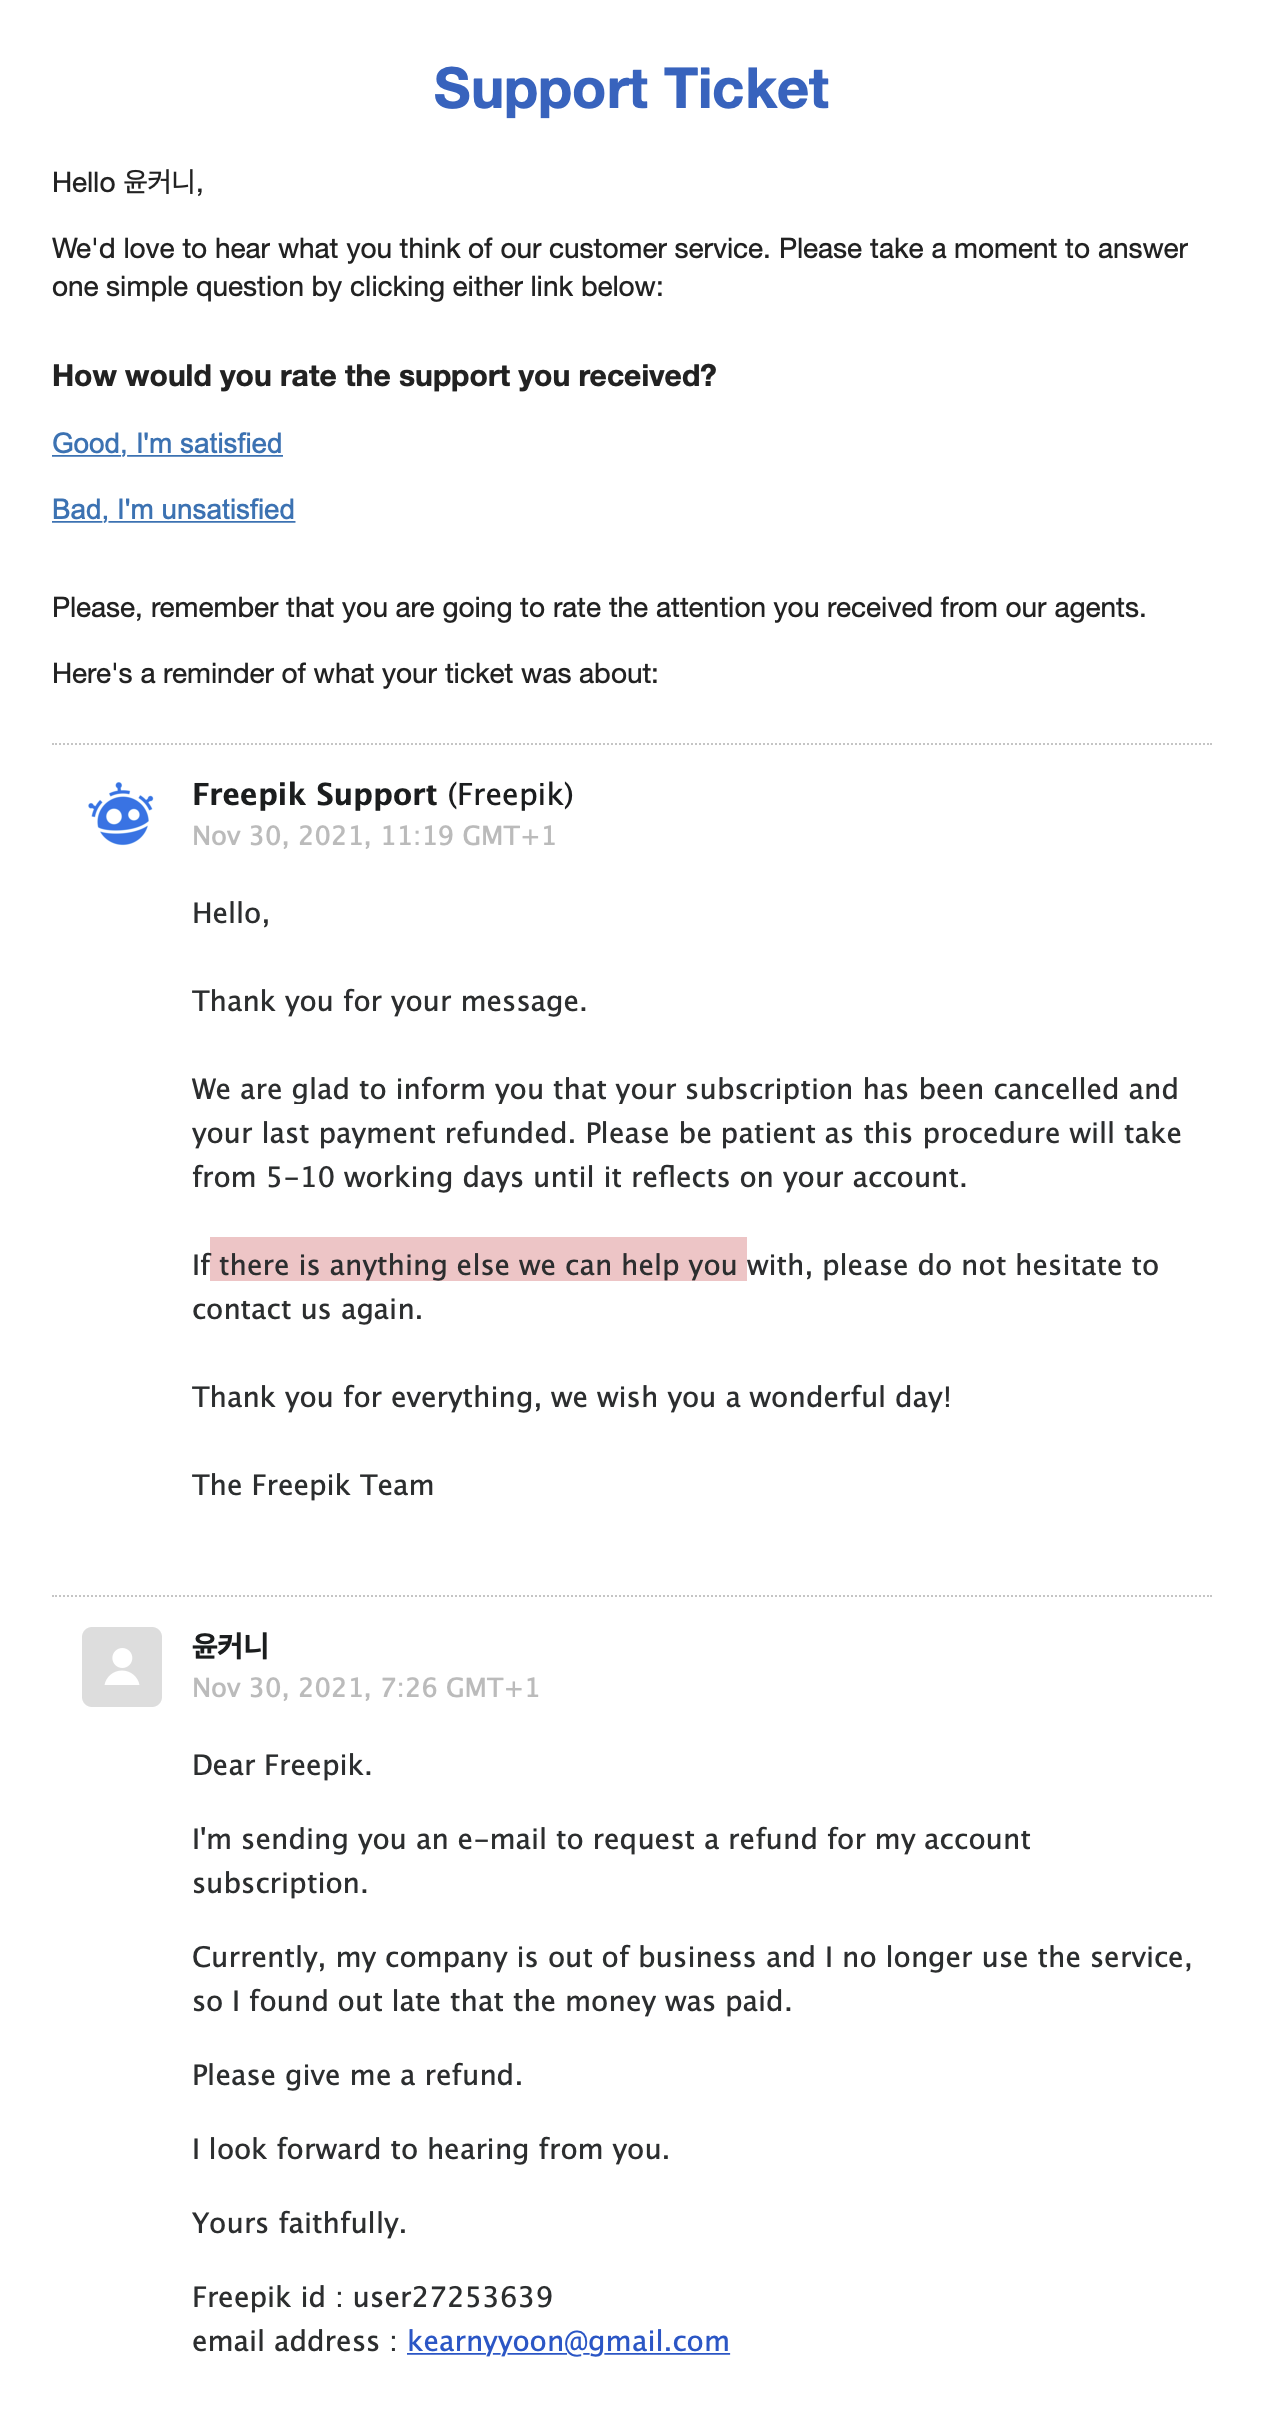 Support Ticket
Hello 윤커니,
We'd love to hear what you think of our customer service. Please take a moment to answer
one simple question by clicking either link below:
How would you rate the support you received?
Good, I'm satisfied
Bad, I'm unsatisfied
Please, remember that you are going to rate the attention you received from our agents.
Here's a reminder of what your ticket was about:
Freepik Support (Freepik)
Nov 30, 2021, 11:19 GMT+1
Hello,
Thank you for your message.
We are glad to inform you that your subscription has been cancelled and
your last payment refunded. Please be patient as this procedure will take
from 5-10 working days until it reflects on your account.
If there is anything else we can help you with, please do not hesitate to
contact us again.
Thank you for everything, we wish you a wonderful day!
The Freepik Team
윤커니
Nov 30, 2021, 7:26 GMT+1
Dear Freepik.
I'm sending you an e-mail to request a refund for my account
subscription.
Currently, my company is out of business and I no longer use the service,
so I found out late that the money was paid.
Please give me a refund.
I look forward to hearing from you.
Yours faithfully.
Freepik id : user27253639
email address : kearnyyoon@gmail.com